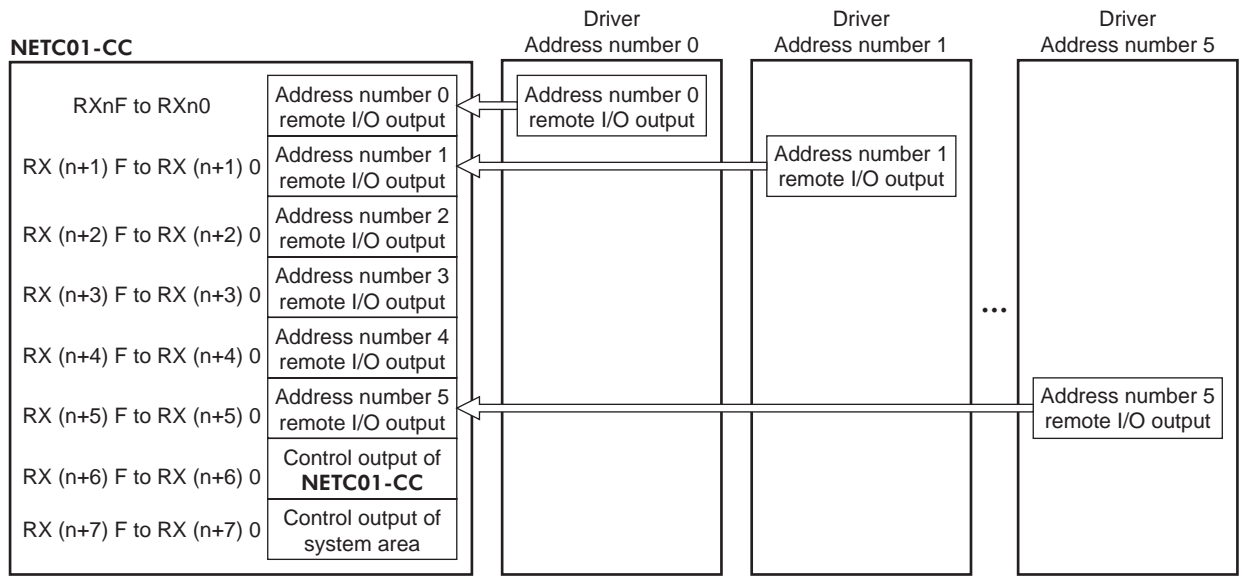 Driver
Address number 0
Driver
Address number 1
Driver
Address number 5
NETC01-CC
RXnF to RXn0
Address number 0
remote I/O output
Address number 0
remote I/O output
RX (n+1) F to RX (n+1) 0
Address number 1
remote I/O output
Address number 1
remote I/O output
RX (n+2) F to RX (n+2) 0
Address number 2
remote I/O output
RX (n+3) F to RX (n+3) 0
Address number 3
remote I/O output
...
RX (n+4) F to RX (n+4) 0
Address number 4
remote I/O output
RX (n+5) F to RX (n+5) 0
Address number 5
remote I/O output
Address number 5
remote I/O output
RX (n+6) F to RX (n+6) 0
Control output of
NETC01-CC
RX (n+7) F to RX (n+7) 0
Control output of
system area